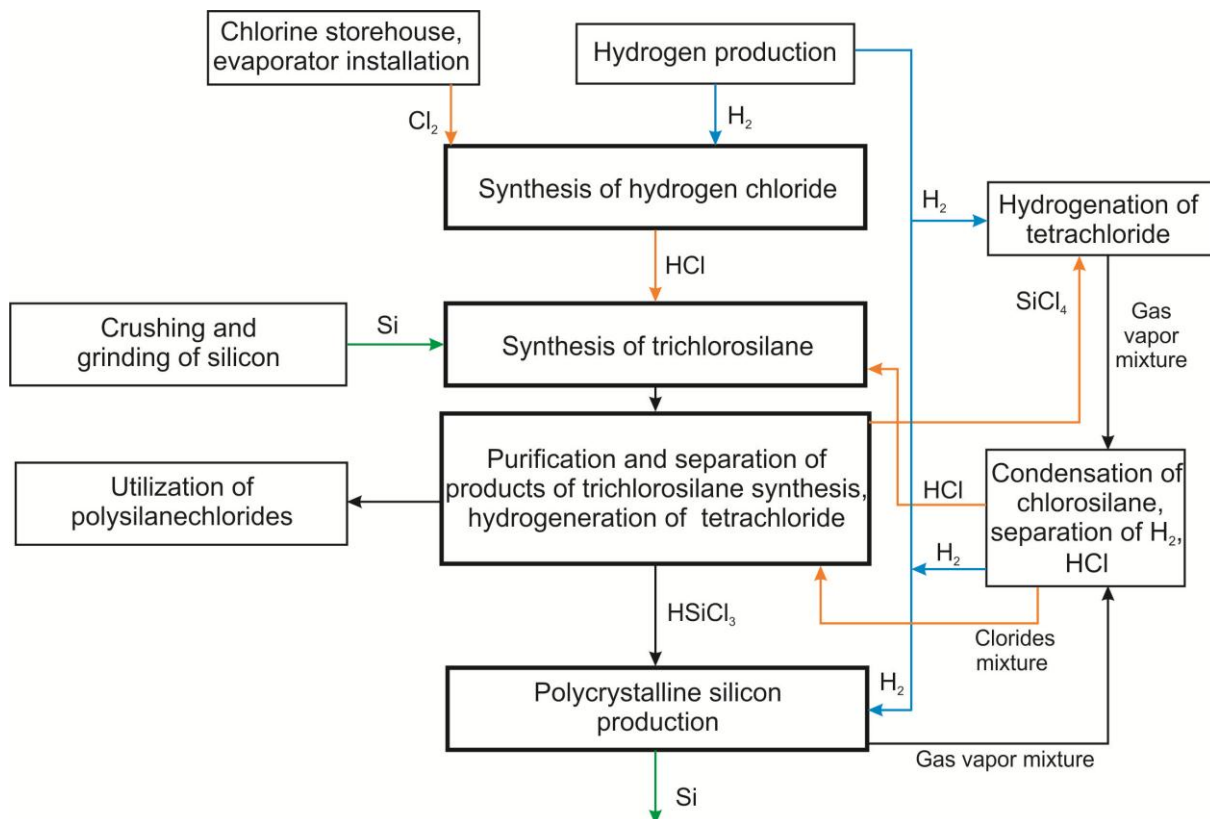 Chlorine storehouse,
evaporator installation
Hydrogen production
Cl₂
H₂
Synthesis of hydrogen chloride
H₂
Hydrogenation of
tetrachloride
HCl
SiCl₄
Gas
vapor
mixture
Crushing and
grinding of silicon
Si
Synthesis of trichlorosilane
Utilization of
polysilanechlorides
Purification and separation of
products of trichlorosilane synthesis,
hydrogeneration of tetrachloride
HCl
Condensation of
chlorosilane,
separation of H₂,
HCl
H₂
HSiCl₃
Clorides
mixture
Polycrystalline silicon
production
H₂
Gas vapor mixture
Si